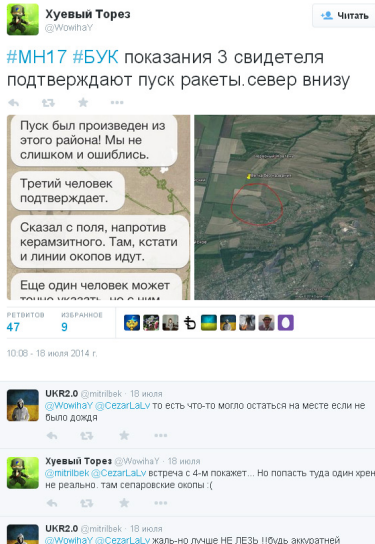 Хуевый Торез
@WowihaY
Читать
#MH17 #БУК показания 3 свидетеля
подтверждают пуск ракеты.север внизу
Пуск был произведен из
этого района! Мы не
слишком и ошиблись.
Третий человек
подтверждает.
Сказал с поля, напротив
керамзитного. Там, кстати
и линии окопов идут.
Еще один человек может
РЕТВИТОВ
ИЗБРАННОЕ
47
9
10:08 - 18 июля 2014 г.
UKR2.0 @mitrilbek · 18 июля
@WowihaY @CezarLaLv то есть что-то могло остаться на месте если не
было дождя
Хуевый Торез @WowihaY · 18 июля
@mitrilbek @CezarLaLv встреча с 4-м покажет... Но попасть туда один хрен
не реально. там сепаровские окопы :(
UKR2.0 @mitrilbek · 18 июля
@WowihaY @CezarLaLv жаль-но лучше НЕ ЛЕЗЬ !!будь аккуратней